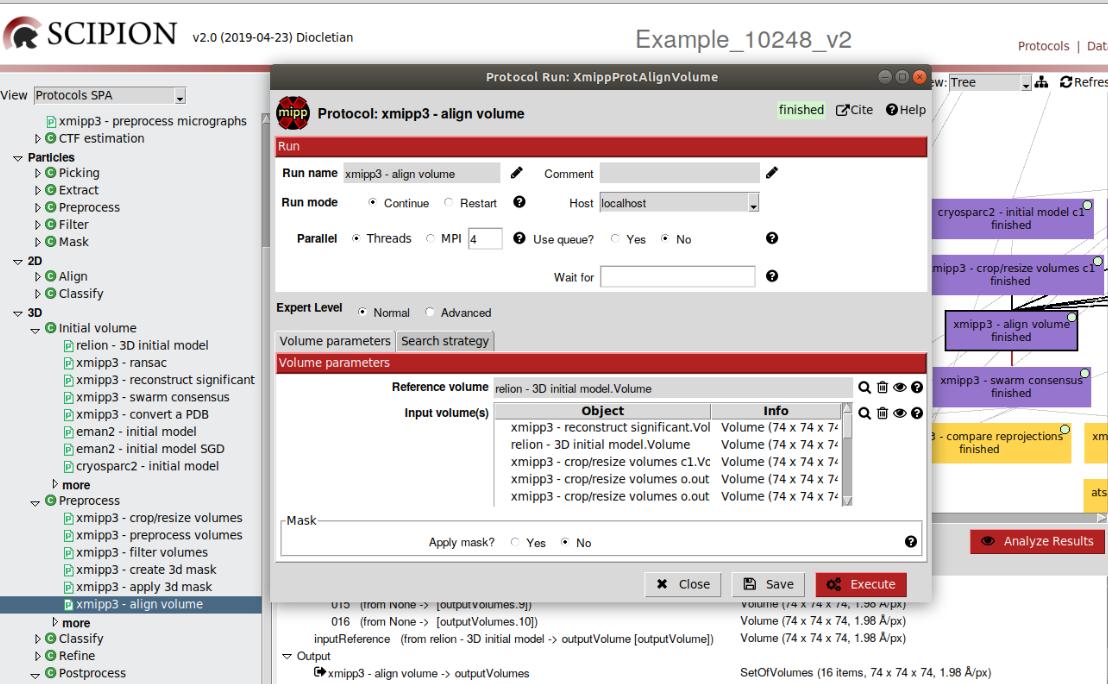 SCIPION v2.0 (2019-04-23) Diocletian
Example_10248_v2
Protocols | Data
View Protocols SPA
xmipp3 - preprocess micrographs
CTF estimation
Particles
Picking
Extract
Preprocess
Filter
Mask
2D
Align
Classify
3D
Initial volume
relion - 3D initial model
xmipp3 - ransac
xmipp3 - reconstruct significant
xmipp3 - swarm consensus
xmipp3 - convert a PDB
eman2 - initial model
eman2 - initial model SGD
cryosparc2 - initial model
more
Preprocess
xmipp3 - crop/resize volumes
xmipp3 - preprocess volumes
xmipp3 - filter volumes
xmipp3 - create 3d mask
xmipp3 - apply 3d mask
xmipp3 - align volume
more
Classify
Refine
Postprocess
Protocol Run: XmippProtAlignVolume
mipp Protocol: xmipp3 - align volume finished Cite Help
Run
Run name xmipp3 - align volume Comment
Run mode Continue Restart Host localhost
Parallel Threads MPI 4 Use queue? Yes No
Wait for
Expert Level Normal Advanced
Volume parameters Search strategy
Volume parameters
Reference volume relion - 3D initial model.Volume
Input volume(s) Object Info
xmipp3 - reconstruct significant.Vol Volume (74 x 74 x 74
relion - 3D initial model.Volume Volume (74 x 74 x 74
xmipp3 - crop/resize volumes c1.Vo Volume (74 x 74 x 74
xmipp3 - crop/resize volumes o.out Volume (74 x 74 x 74
xmipp3 - crop/resize volumes o.out Volume (74 x 74 x 74
Mask
Apply mask? Yes No
Close Save Execute
ew: Tree Refres
cryosparc2 - initial model c1
finished
mipp3 - crop/resize volumes c1
finished
xmipp3 - align volume
finished
xmipp3 - swarm consensus
finished
3 - compare reprojections
finished
xm
ats
Analyze Results
015 (from None -> [outputVolumes.9]) Volume (74 x 74 x 74, 1.98 Å/px)
016 (from None -> [outputVolumes.10]) Volume (74 x 74 x 74, 1.98 Å/px)
inputReference (from relion - 3D initial model -> outputVolume [outputVolume]) Volume (74 x 74 x 74, 1.98 Å/px)
Output
xmipp3 - align volume -> outputVolumes SetOfVolumes (16 items, 74 x 74 x 74, 1.98 Å/px)